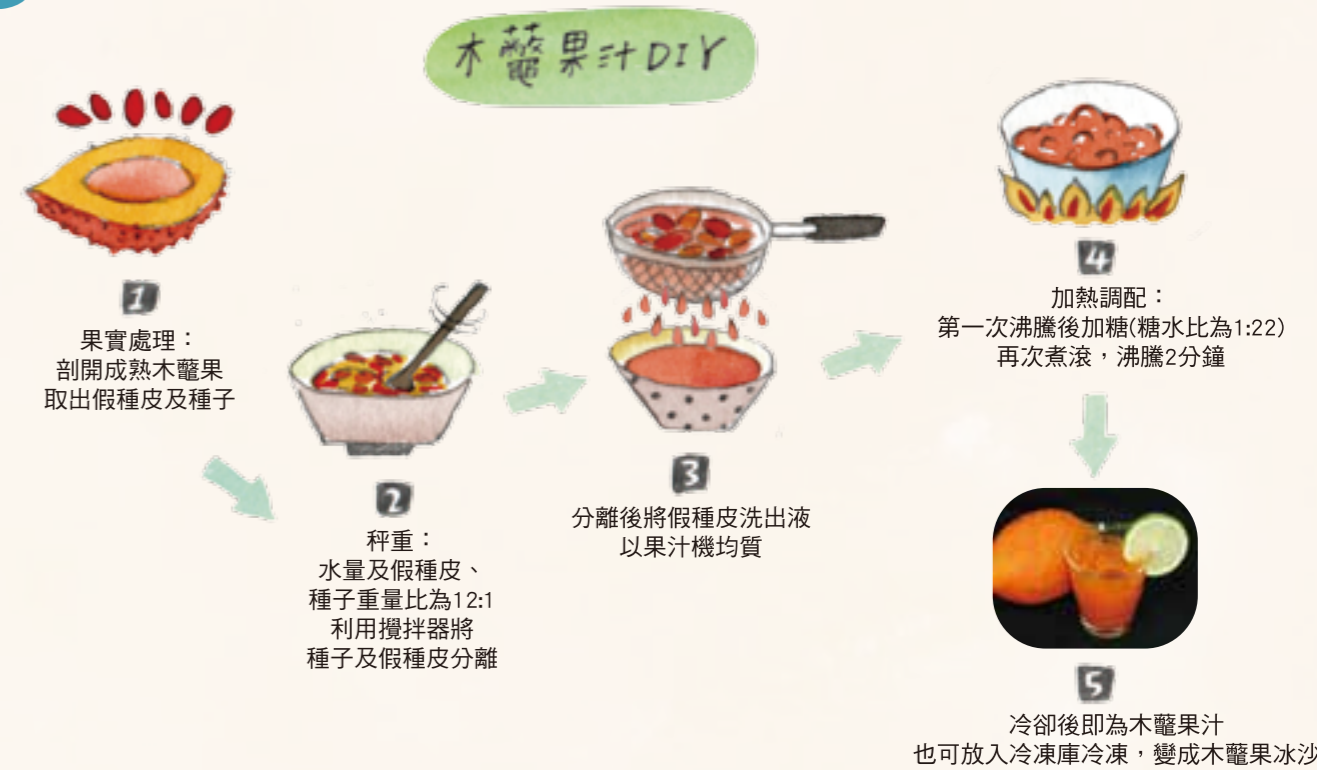 木虌果汁DIY
1
果實處理：
剖開成熟木虌果
取出假種皮及種子
2
秤重：
水量及假種皮、
種子重量比為12:1
利用攪拌器將
種子及假種皮分離
3
分離後將假種皮洗出液
以果汁機均質
4
加熱調配：
第一次沸騰後加糖(糖水比為1:22)
再次煮滾，沸騰2分鐘
5
冷卻後即為木虌果汁
也可放入冷凍庫冷凍，變成木虌果冰沙